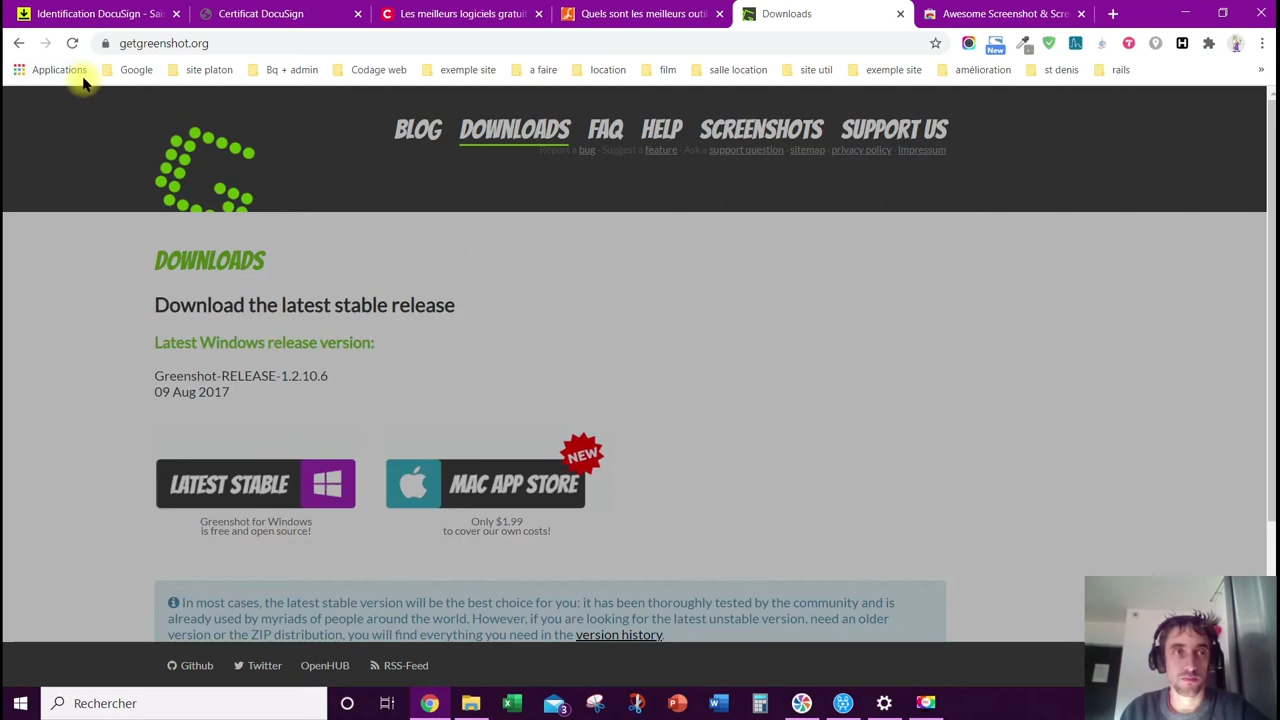 Identification DocuSign - Sai
Certificat DocuSign
Les meilleurs logiciels gratui
Quels sont les meilleurs outi
Downloads
Awesome Screenshot & Scre
getgreenshot.org
New
Applications
Google
site platon
Bq + admin
Codage web
exemple site
a faire
location
film
salle location
site util
exemple site
amélioration
st denis
rails
»
BLOG DOWNLOADS FAQ HELP SCREENSHOTS SUPPORT US
Report a bug - Suggest a feature - Ask a support question - sitemap - privacy policy - impressum
DOWNLOADS
Download the latest stable release
Latest Windows release version:
Greenshot-RELEASE-1.2.10.6
09 Aug 2017
LATEST STABLE
MAC APP STORE
NEW
Greenshot for Windows
is free and open source!
Only $1.99
to cover our own costs!
In most cases, the latest stable version will be the best choice for you: it has been thoroughly tested by the community and is
already used by myriads of people around the world. However, if you are looking for the latest unstable version, need an older
version or the ZIP distribution, you will find everything you need in the version history.
Github
Twitter
OpenHUB
RSS-Feed
Rechercher
3